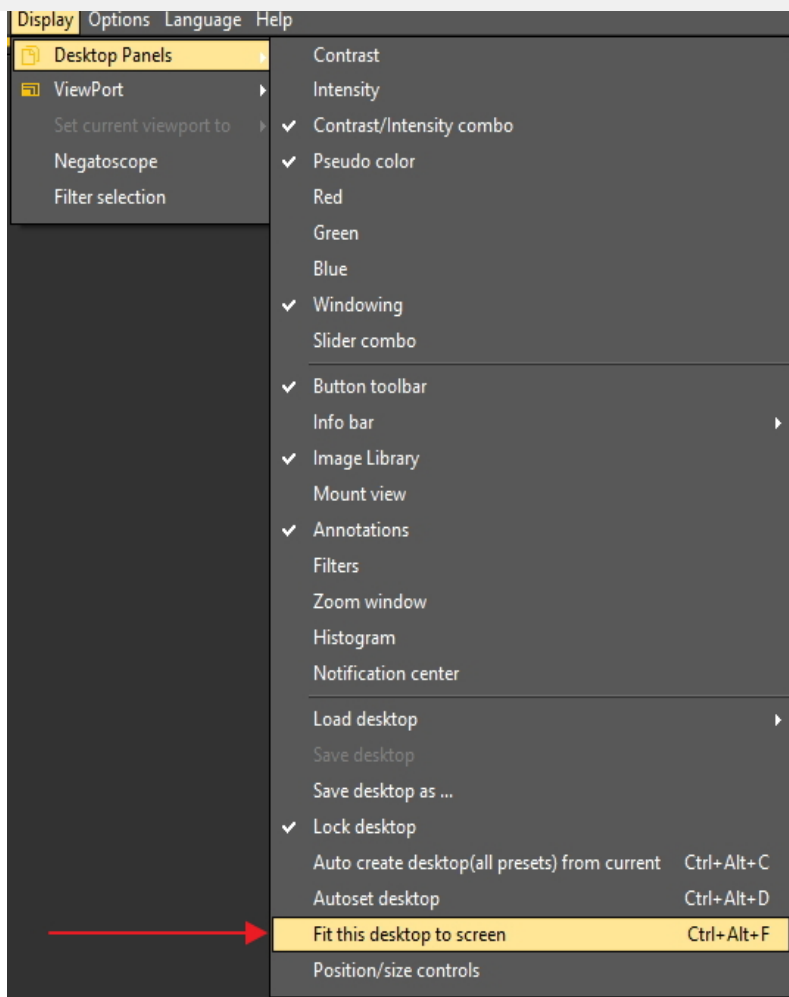 Display Options Language Help
Desktop Panels
ViewPort
Set current viewport to
Negatoscope
Filter selection
Contrast
Intensity
Contrast/Intensity combo
Pseudo color
Red
Green
Blue
Windowing
Slider combo
Button toolbar
Info bar
Image Library
Mount view
Annotations
Filters
Zoom window
Histogram
Notification center
Load desktop
Save desktop
Save desktop as ...
Lock desktop
Auto create desktop(all presets) from current Ctrl+Alt+C
Autoset desktop Ctrl+Alt+D
Fit this desktop to screen Ctrl+Alt+F
Position/size controls